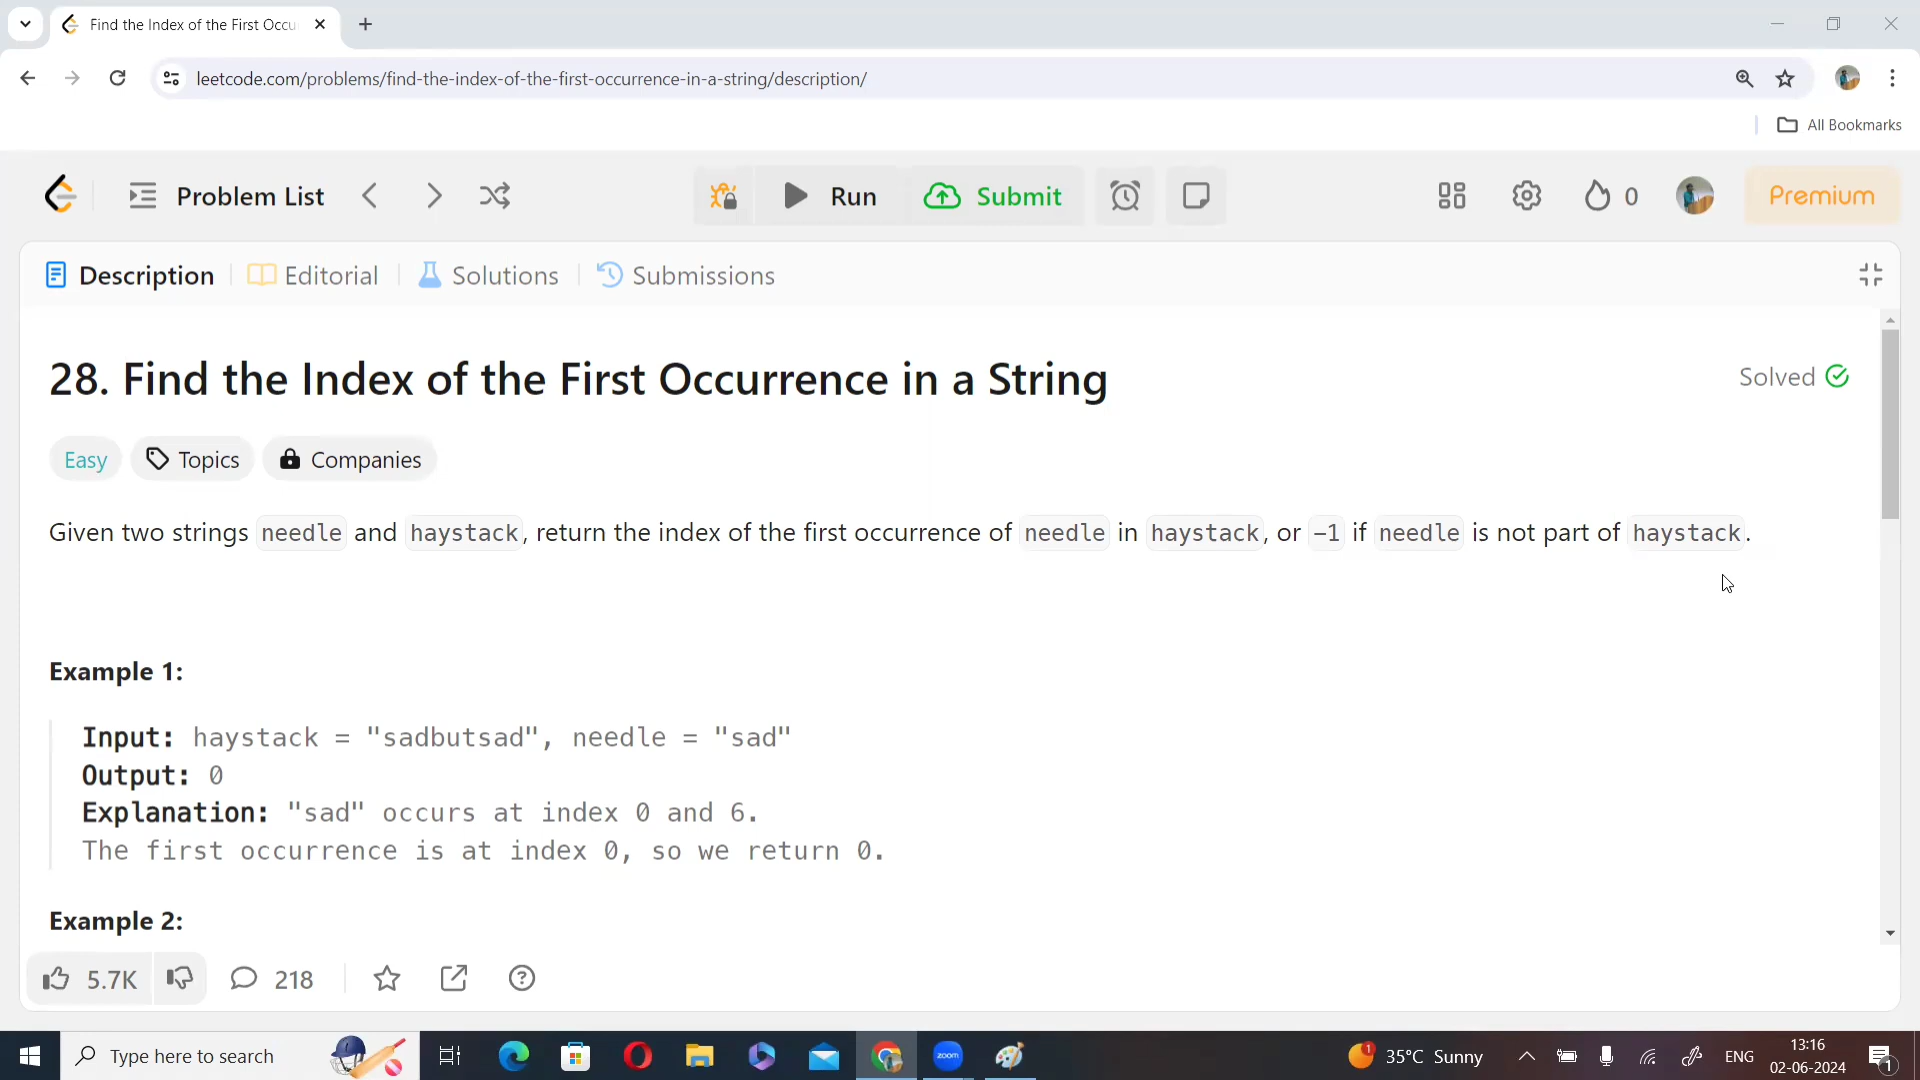 Find the Index of the First Occu
leetcode.com/problems/find-the-index-of-the-first-occurrence-in-a-string/description/
All Bookmarks
Problem List
Run
Submit
0
Premium
Description
Editorial
Solutions
Submissions
28. Find the Index of the First Occurrence in a String
Solved
Easy
Topics
Companies
Given two strings needle and haystack, return the index of the first occurrence of needle in haystack, or -1 if needle is not part of haystack.
Example 1:
Input: haystack = "sadbutsad", needle = "sad"
Output: 0
Explanation: "sad" occurs at index 0 and 6.
The first occurrence is at index 0, so we return 0.
Example 2:
5.7K
218
Type here to search
zoom
1
35°C Sunny
ENG
13:16
02-06-2024
1